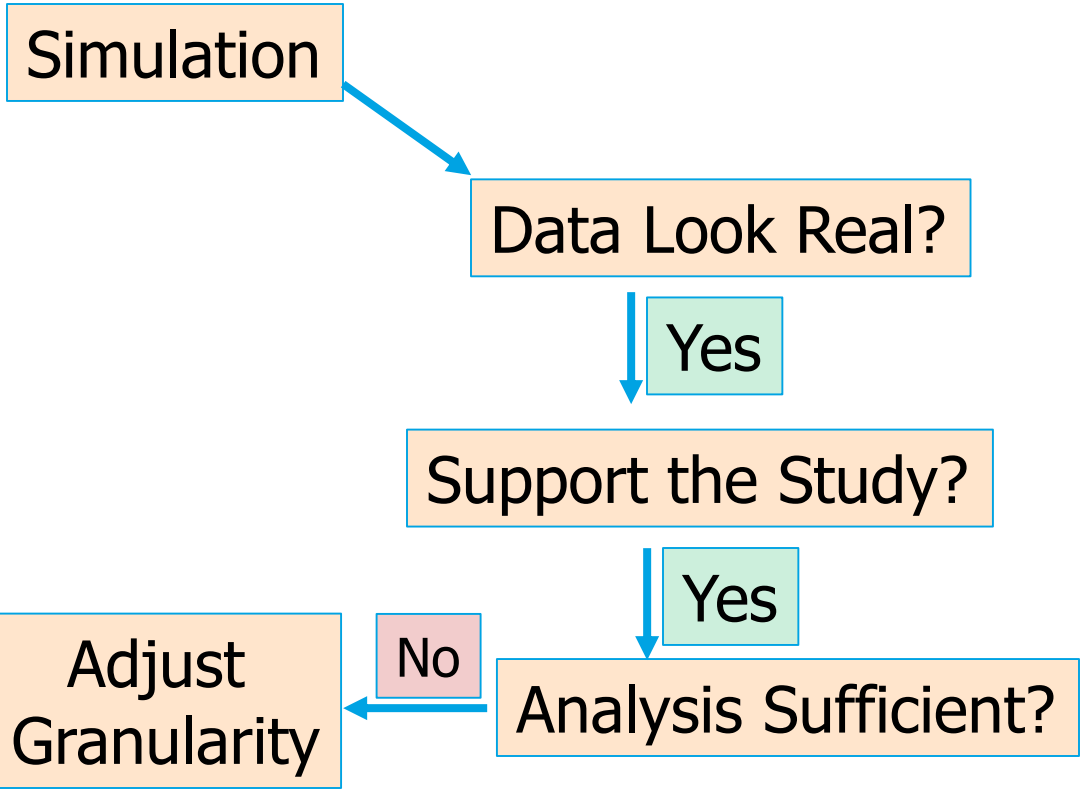 Simulation
Data Look Real?
Yes
Support the Study?
Yes
No
Analysis Sufficient?
Adjust
Granularity